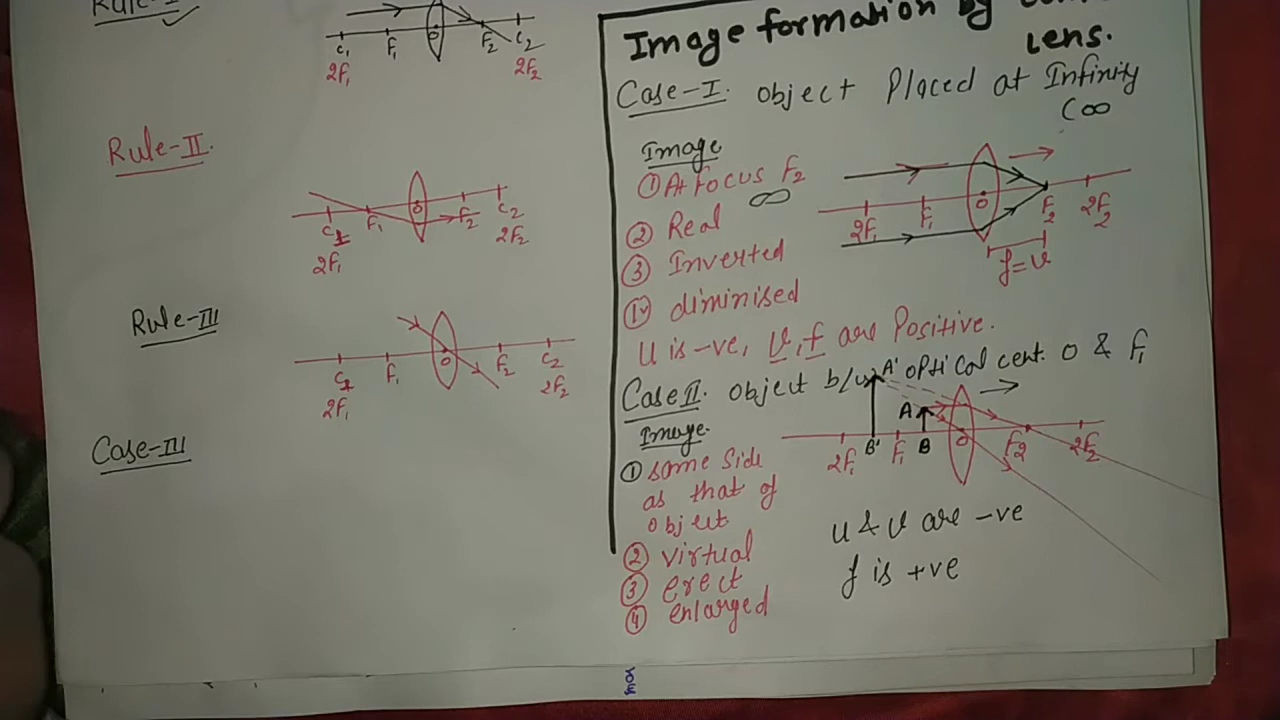 Rule-I
C1 F1 O F2 C2
2F1 2F2
Rule-II.
C1 F1 O F2 C2
2F1 2F2
Rule-III
C1 F1 O F2 C2
2F1 2F2
Case-III
Image formation by
lens.
Case-I. object Placed at Infinity
(∞
Image
① At Focus F2
∞
② Real
③ Inverted
④ diminised
2F1 F1 O F2 2F2
f=v
u is -ve, v, f are Positive.
Case II. object b/w optical cent. O & F1
Image.
① same side
as that of
object
② virtual
③ erect
④ enlarged
A' A
2F1 B' F1 B O F2 2F2
u & v are -ve
f is +ve